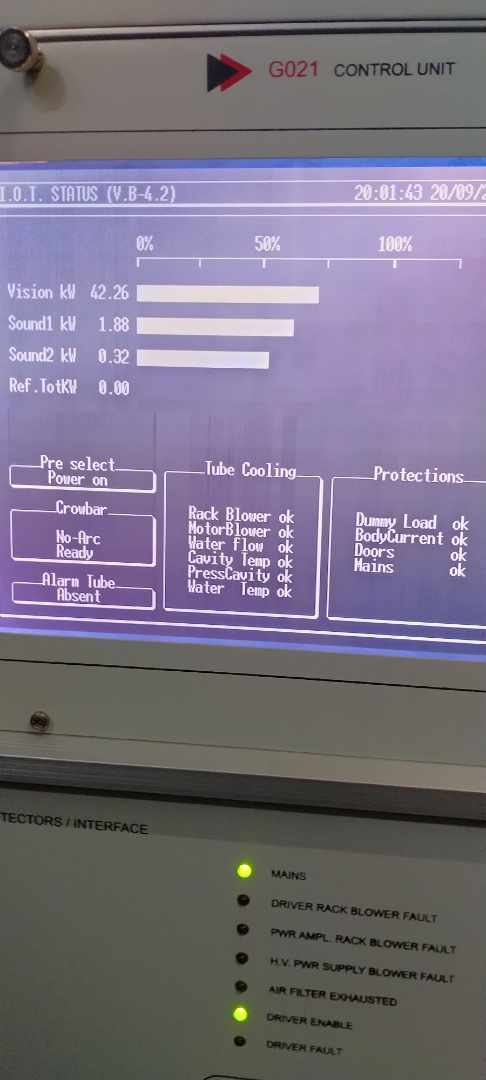 G021 CONTROL UNIT
I.O.T. STATUS (V.B-4.2) 20:01:43 20/09/2
0% 50% 100%
Vision kW 42.26
Sound1 kW 1.88
Sound2 kW 0.32
Ref.TotKW 0.00
Pre select
Power on
Crowbar
No-Arc
Ready
Alarm Tube
Absent
Tube Cooling
Rack Blower ok
MotorBlower ok
Water flow ok
Cavity Temp ok
PressCavity ok
Water Temp ok
Protections
Dummy Load ok
BodyCurrent ok
Doors ok
Mains ok
TECTORS / INTERFACE
MAINS
DRIVER RACK BLOWER FAULT
PWR AMPL. RACK BLOWER FAULT
H.V. PWR SUPPLY BLOWER FAULT
AIR FILTER EXHAUSTED
DRIVER ENABLE
DRIVER FAULT